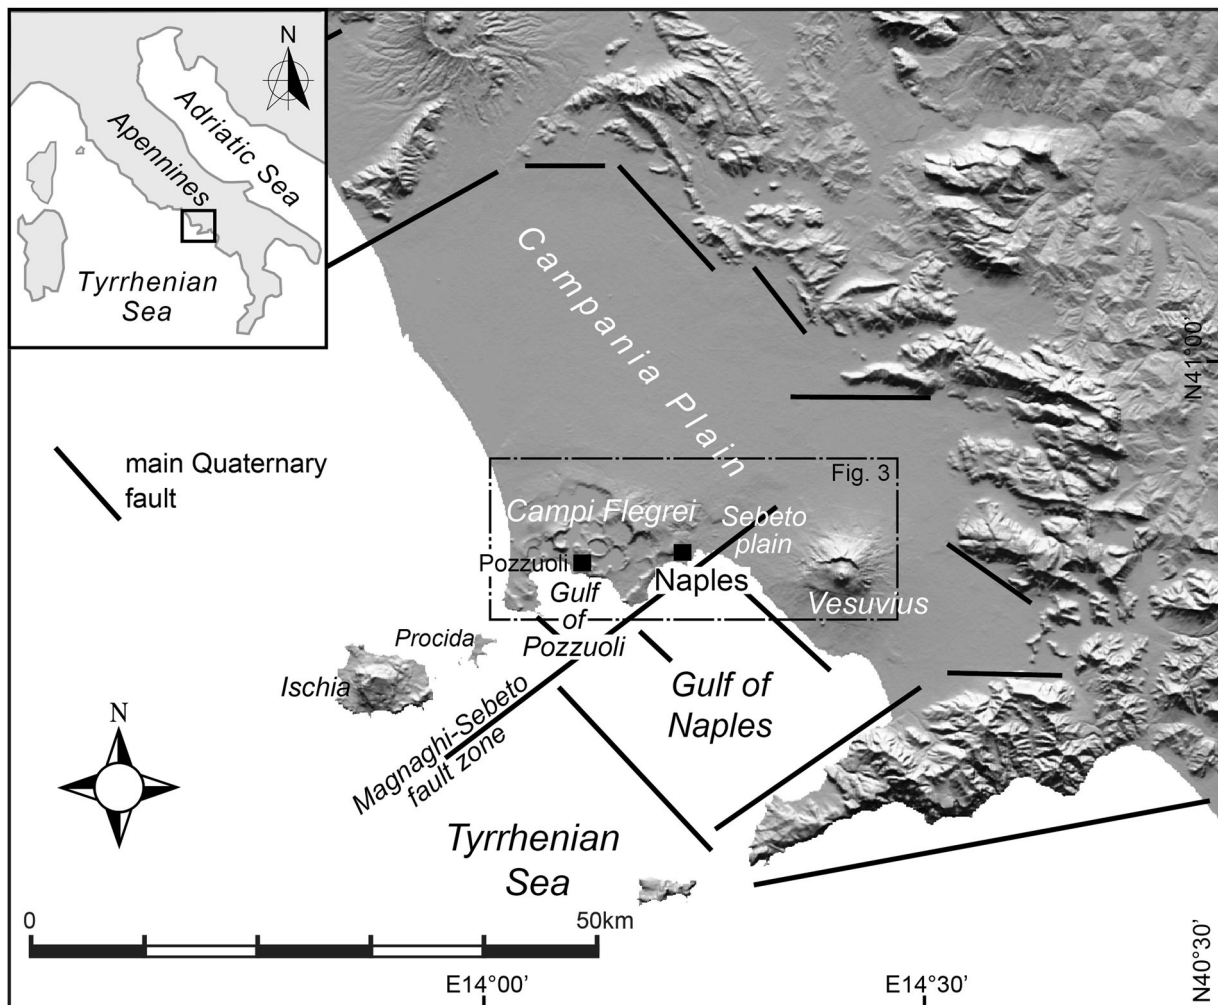 N
Adriatic Sea
Apennines
Tyrrhenian
Sea
Campania Plain
N41°00'
main Quaternary
fault
Fig. 3
Campi Flegrei
Sebeto
plain
Pozzuoli
Naples
Gulf
of
Pozzuoli
Vesuvius
Procida
Ischia
Gulf of
Naples
Magnaghi-Sebeto
fault zone
N
Tyrrhenian
Sea
0
50km
E14°00'
E14°30'
N40°30'